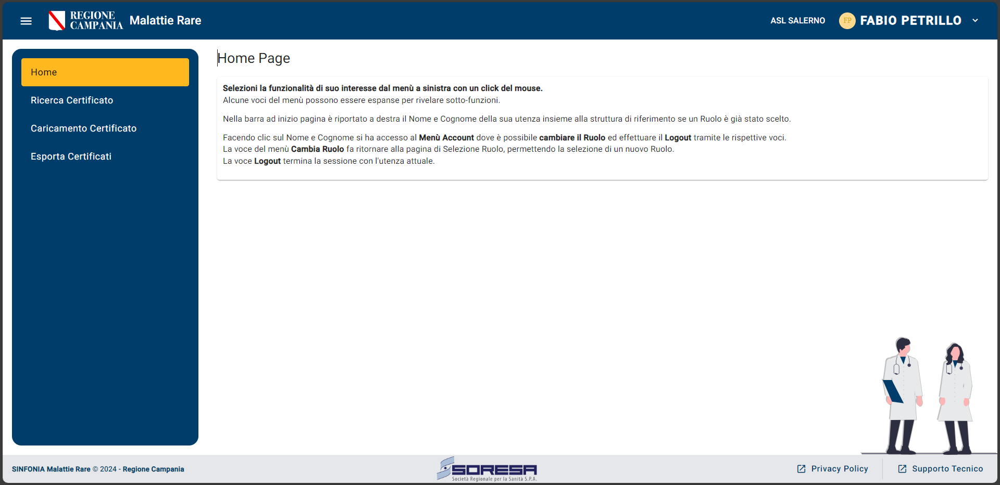 REGIONE
CAMPANIA
Malattie Rare
ASL SALERNO
FP
FABIO PETRILLO
Home
Ricerca Certificato
Caricamento Certificato
Esporta Certificati
Home Page
Selezioni la funzionalità di suo interesse dal menù a sinistra con un click del mouse.
Alcune voci del menù possono essere espanse per rivelare sotto-funzioni.
Nella barra ad inizio pagina è riportato a destra il Nome e Cognome della sua utenza insieme alla struttura di riferimento se un Ruolo è già stato scelto.
Facendo clic sul Nome e Cognome si ha accesso al Menù Account dove è possibile cambiare il Ruolo ed effettuare il Logout tramite le rispettive voci.
La voce del menù Cambia Ruolo fa ritornare alla pagina di Selezione Ruolo, permettendo la selezione di un nuovo Ruolo.
La voce Logout termina la sessione con l'utenza attuale.
SINFONIA Malattie Rare © 2024 - Regione Campania
SORESA
Società Regionale per la Sanità S.P.A.
Privacy Policy
Supporto Tecnico